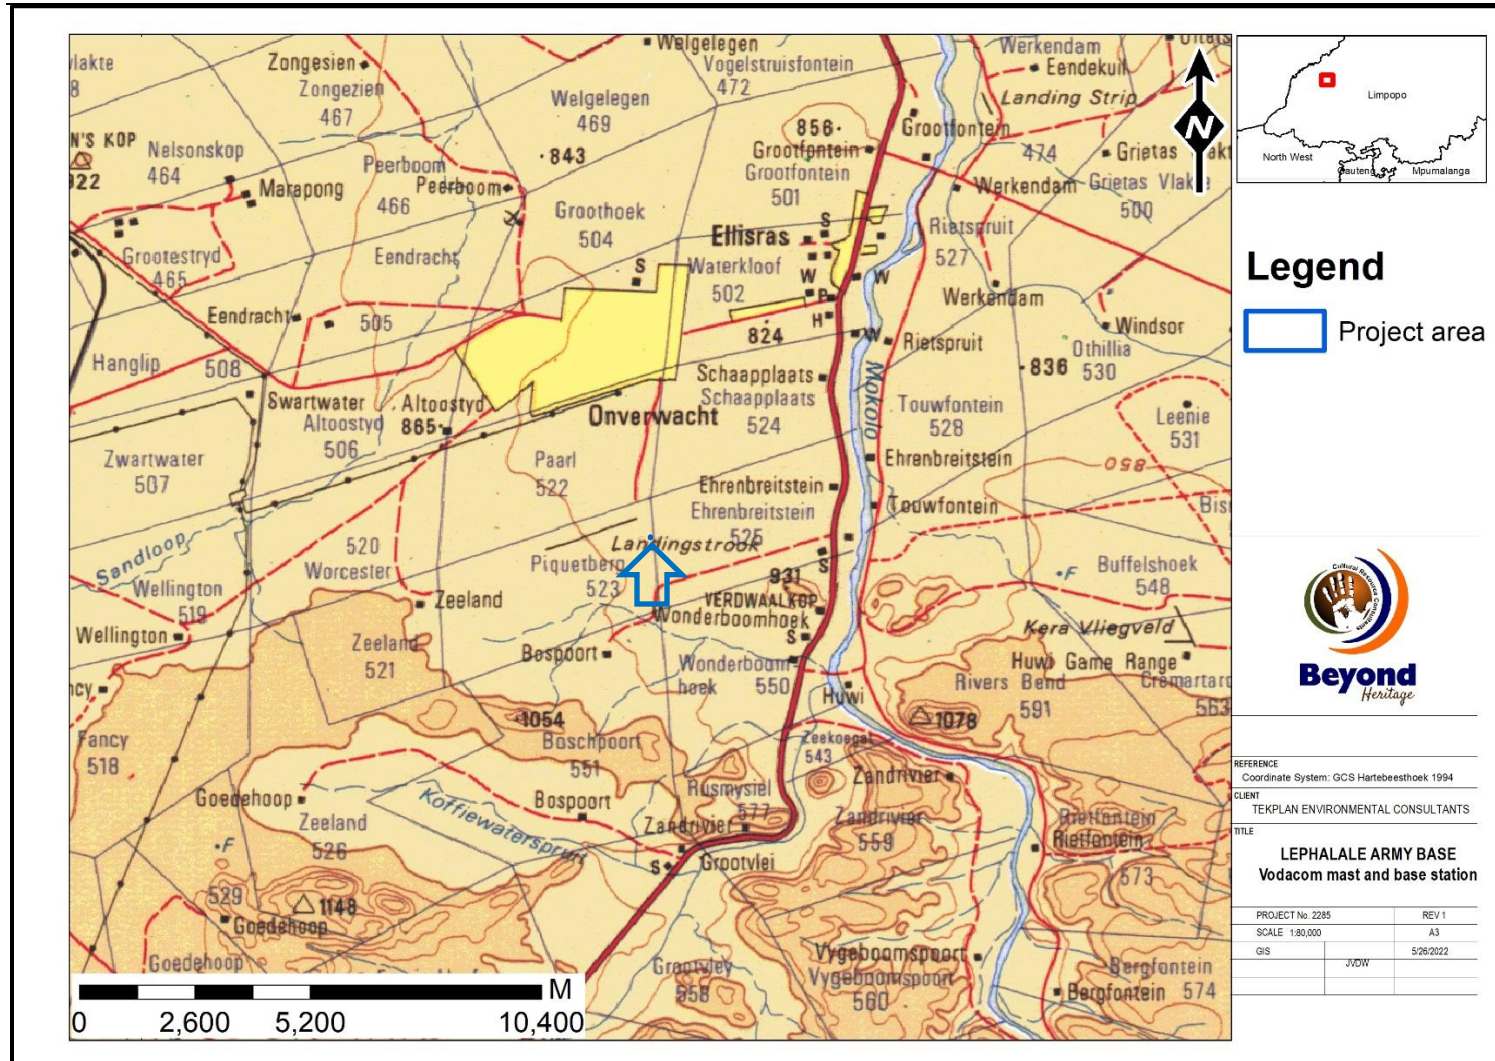 Welgelegen
Werkendam
vlakte
Zongesien
Vogelstruisfontein
Eendekuil
8
Zongezien
472
467
Welgelegen
469
Landing Strip
Limpopo
N'S KOP
856
Grootfontein
Nelsonskop
843
Grootfontein
474
Grietas
North West
464
Peerboom
Grootfontein
Gauteng
Mpumalanga
922
Marapong
Peerboom
501
Werkendam
Grietas Vlakte
466
Groothoek
500
504
Ellisras
S
Rietspruit
Legend
Grootestryd
Eendracht
S
Waterkloof
527
465
502
W
W
Project area
Eendracht
505
P
Werkendam
H
Windsor
824
W
Rietspruit
Othillia
Hanglip
508
836
530
Schaapplaats
Mokolo
Swartwater
Altoostyd
Schaapplaats
Touwfontein
Leenie
Altoostyd
865
Onverwacht
524
528
531
506
Zwartwater
Paarl
Ehrenbreitstein
850
507
522
Ehrenbreitstein
Touwfontein
Ehrenbreitstein
525
Sandloop
520
Landingstrook
Worcester
Piquetberg
F
Buffelshoek
Wellington
523
S
548
519
931
Zeeland
VERDWAALKOP
Wonderboomhoek
Kera Vliegveld
Wellington
Zeeland
S
521
Bospoort
Wonderboom-
Huwi Game Range
hoek 550
Rivers Bend
Huwi
591
563
1054
1078
Beyond
Heritage
Fancy
Boschpoort
Zeekoegat
518
551
543
REFERENCE
Zandrivier
Coordinate System: GCS Hartebeesthoek 1994
Goedehoop
Koffiewaterspruit
Bospoort
Rusmysiel
CLIENT
577
TEKPLAN ENVIRONMENTAL CONSULTANTS
Zeeland
Zandrivier
Zandrivier
Rietfontein
TITLE
526
559
Rietfontein
F
S
Grootvlei
LEPHALALE ARMY BASE
573
Vodacom mast and base station
529
1148
Goedehoop
PROJECT No. 2285
REV 1
SCALE 1:80,000
A3
Goedehoop
Grootvley
Vygeboomspoort
GIS
JVDW
5/26/2022
558
Vygeboomspoort
Bergfontein
560
Bergfontein
574
M
0
2,600
5,200
10,400